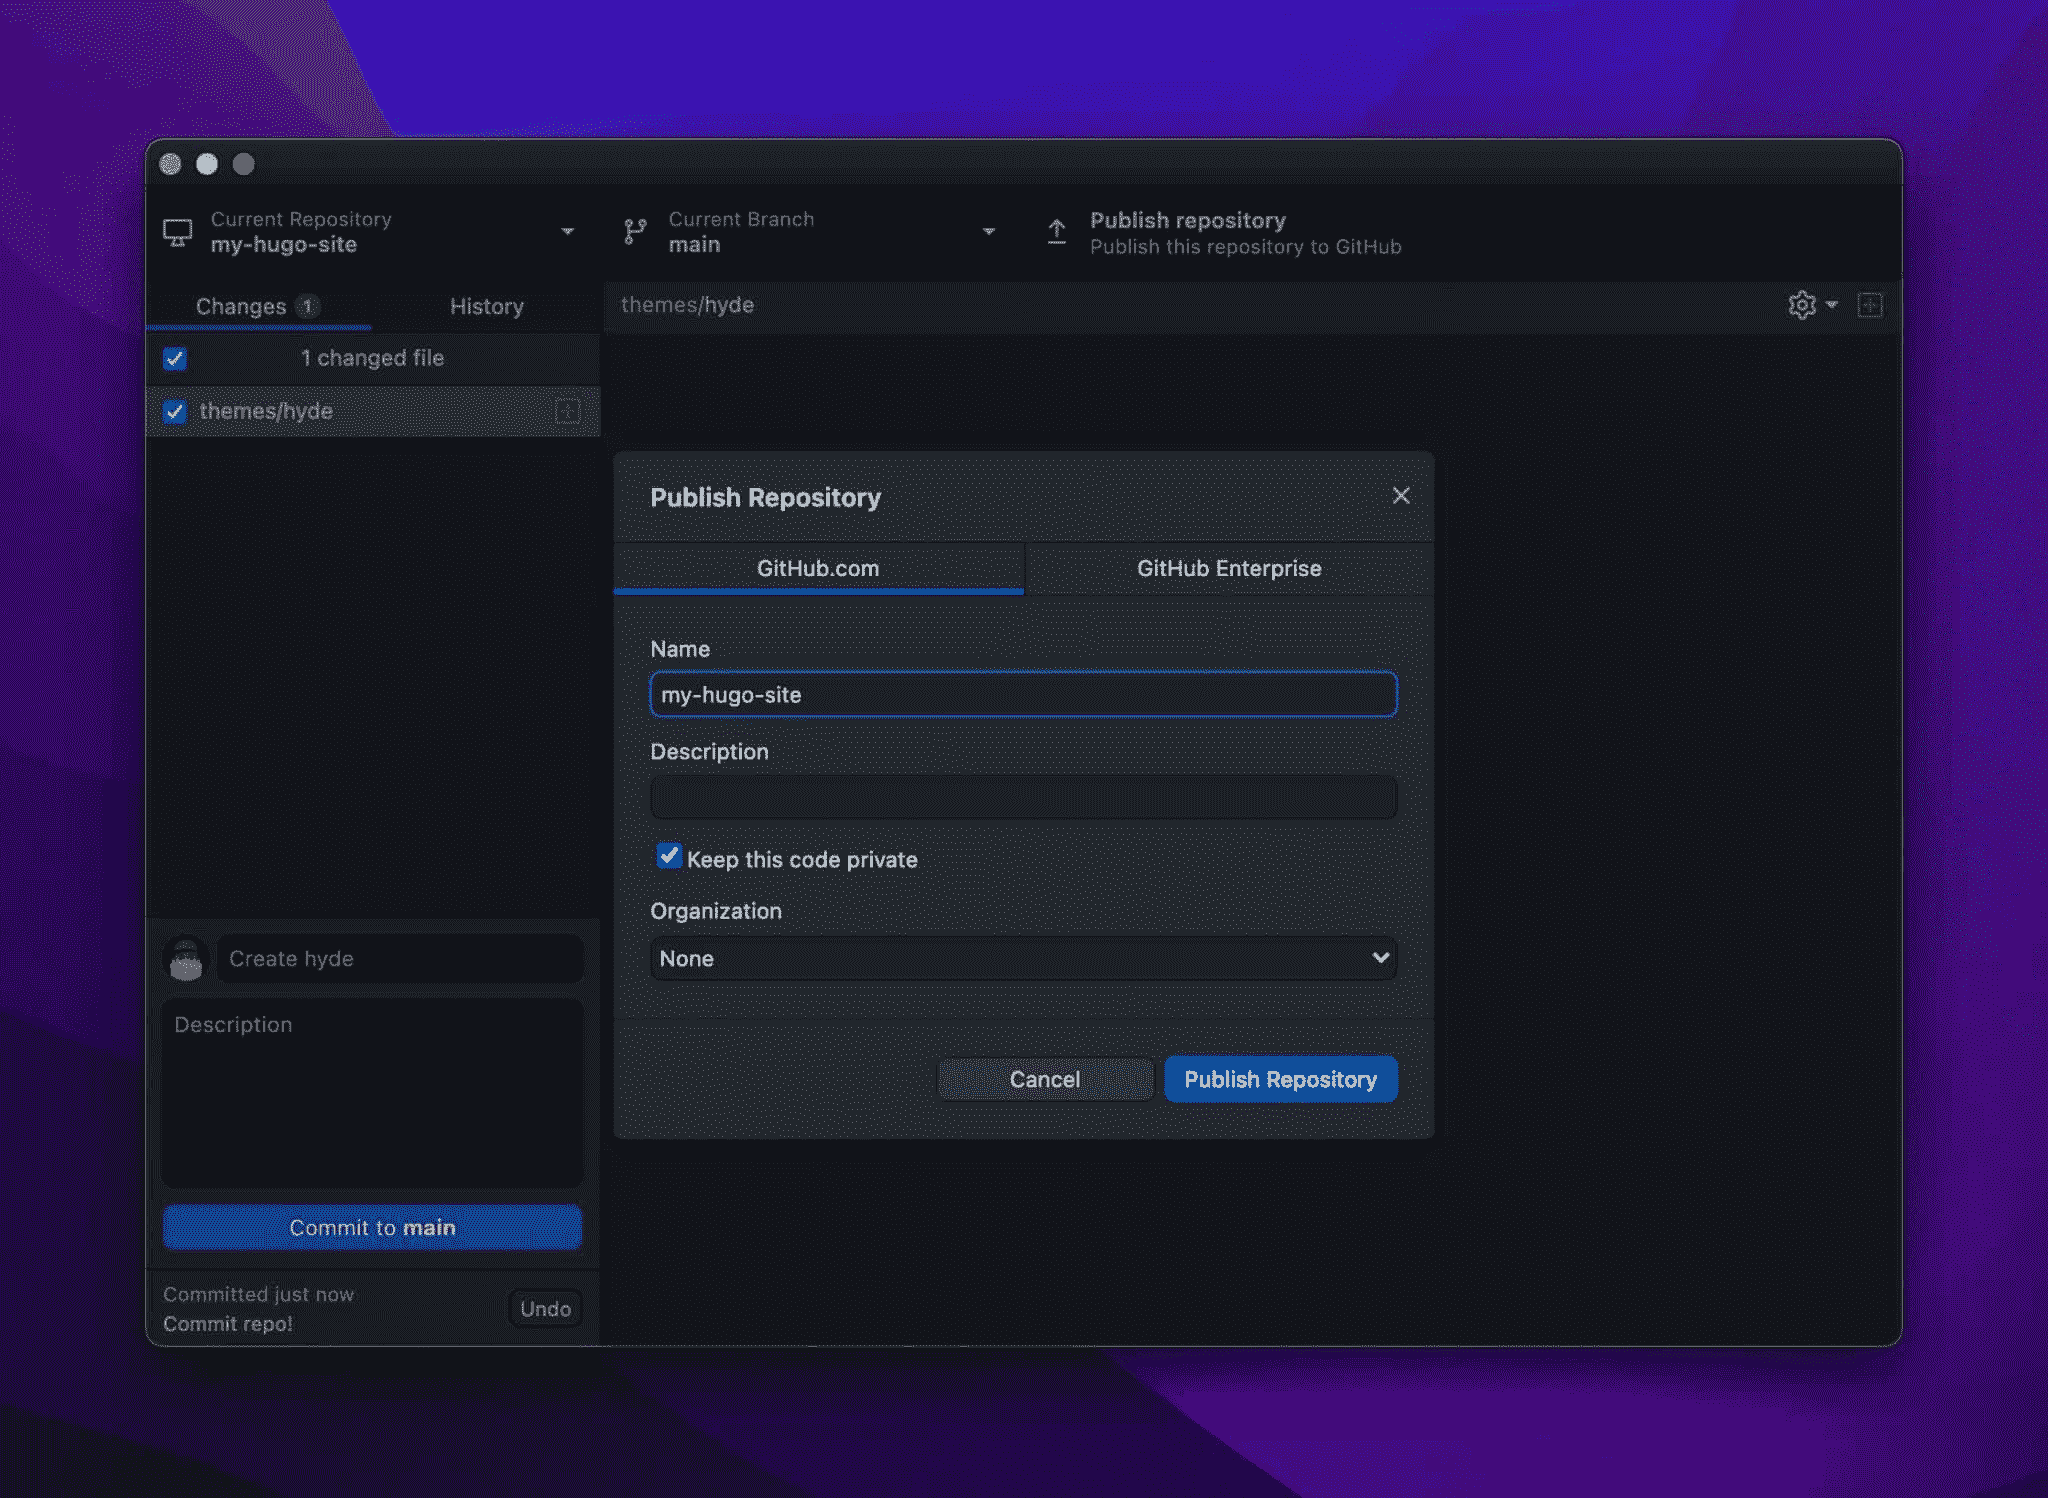 Current Repository
my-hugo-site
Current Branch
main
Publish repository
Publish this repository to GitHub
Changes 1
History
themes/hyde
1 changed file
themes/hyde
Publish Repository
GitHub.com
GitHub Enterprise
Name
my-hugo-site
Description
Keep this code private
Organization
None
Cancel
Publish Repository
Create hyde
Description
Commit to main
Committed just now
Commit repo!
Undo